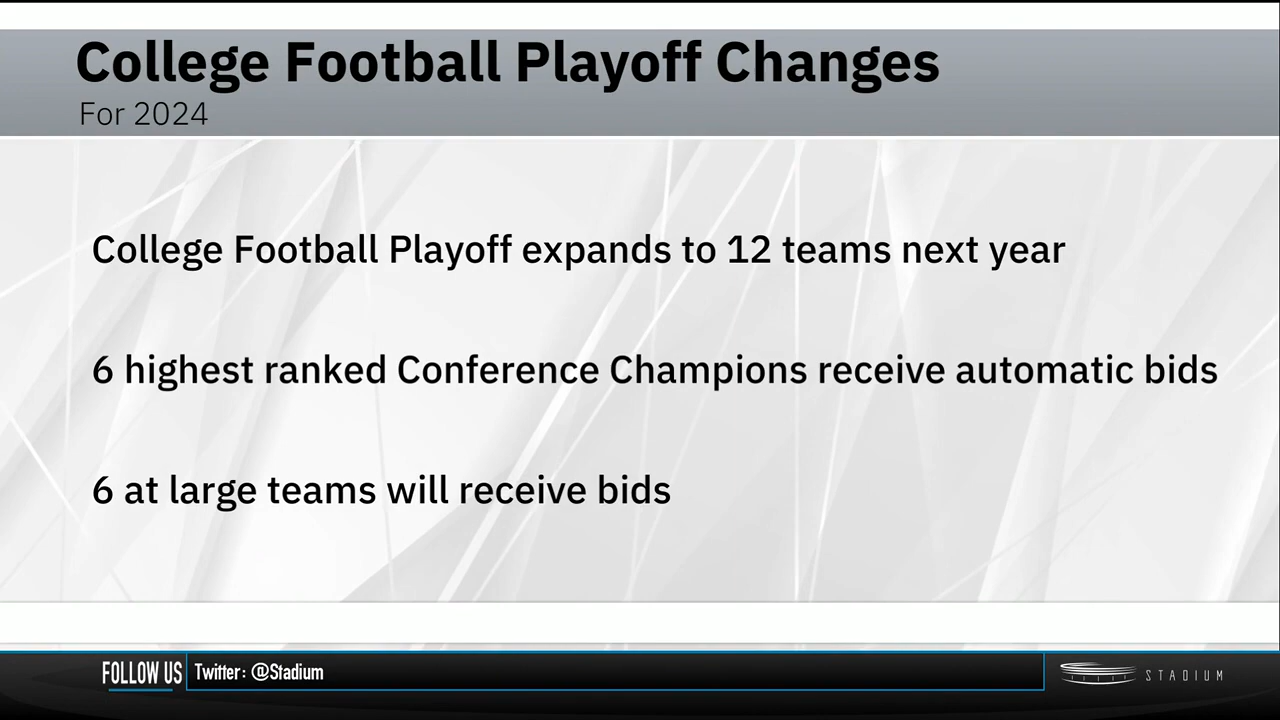 College Football Playoff Changes
For 2024
College Football Playoff expands to 12 teams next year
6 highest ranked Conference Champions receive automatic bids
6 at large teams will receive bids
FOLLOW US
Twitter: @Stadium
STADIUM